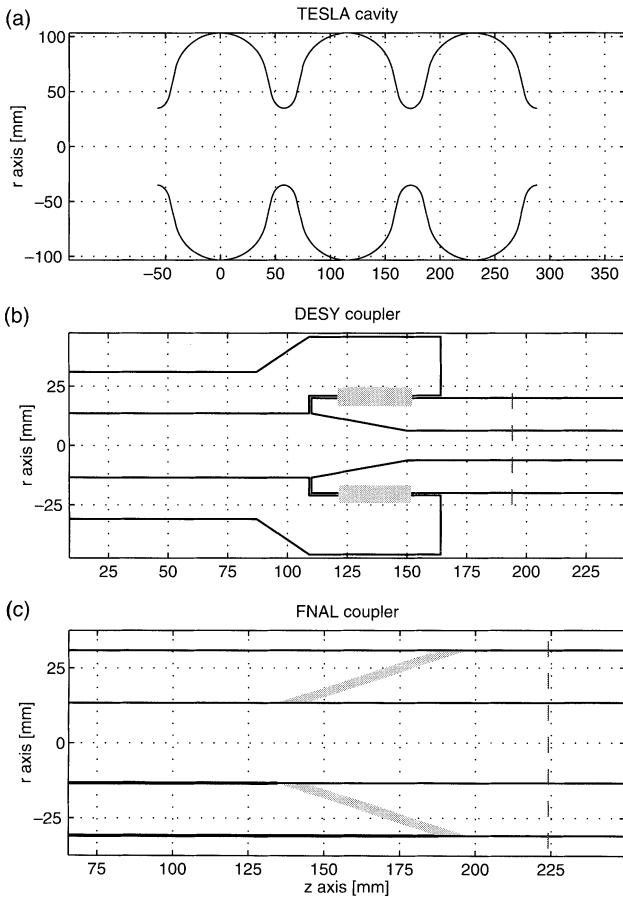 (a)
TESLA cavity
100
50
0
−50
−100
r axis [mm]
−50 0 50 100 150 200 250 300 350
(b)
DESY coupler
25
0
−25
r axis [mm]
25 50 75 100 125 150 175 200 225
(c)
FNAL coupler
25
0
−25
r axis [mm]
75 100 125 150 175 200 225
z axis [mm]